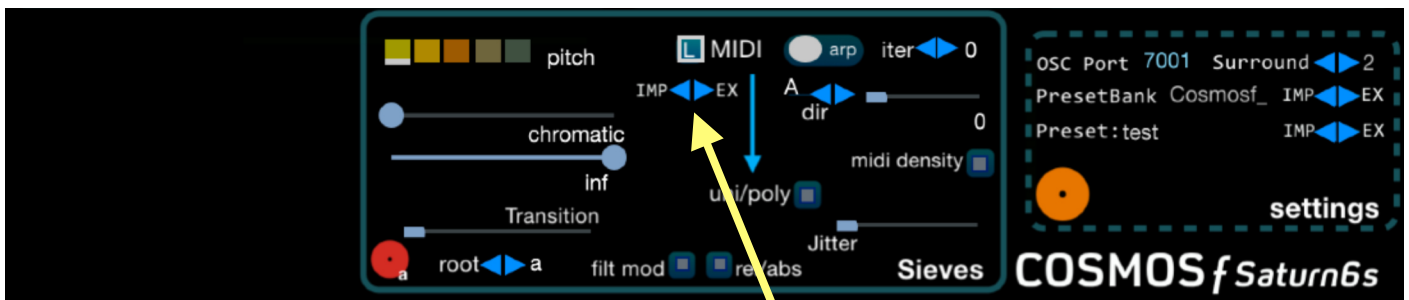 pitch
L MIDI
arp
iter 0
IMP EX
A
dir
0
chromatic
midi density
inf
uni/poly
Transition
Jitter
a
root a
filt mod
rel/abs
Sieves
OSC Port 7001 Surround 2
PresetBank Cosmosf_ IMP EX
Preset:test IMP EX
settings
COSMOS f Saturn6s